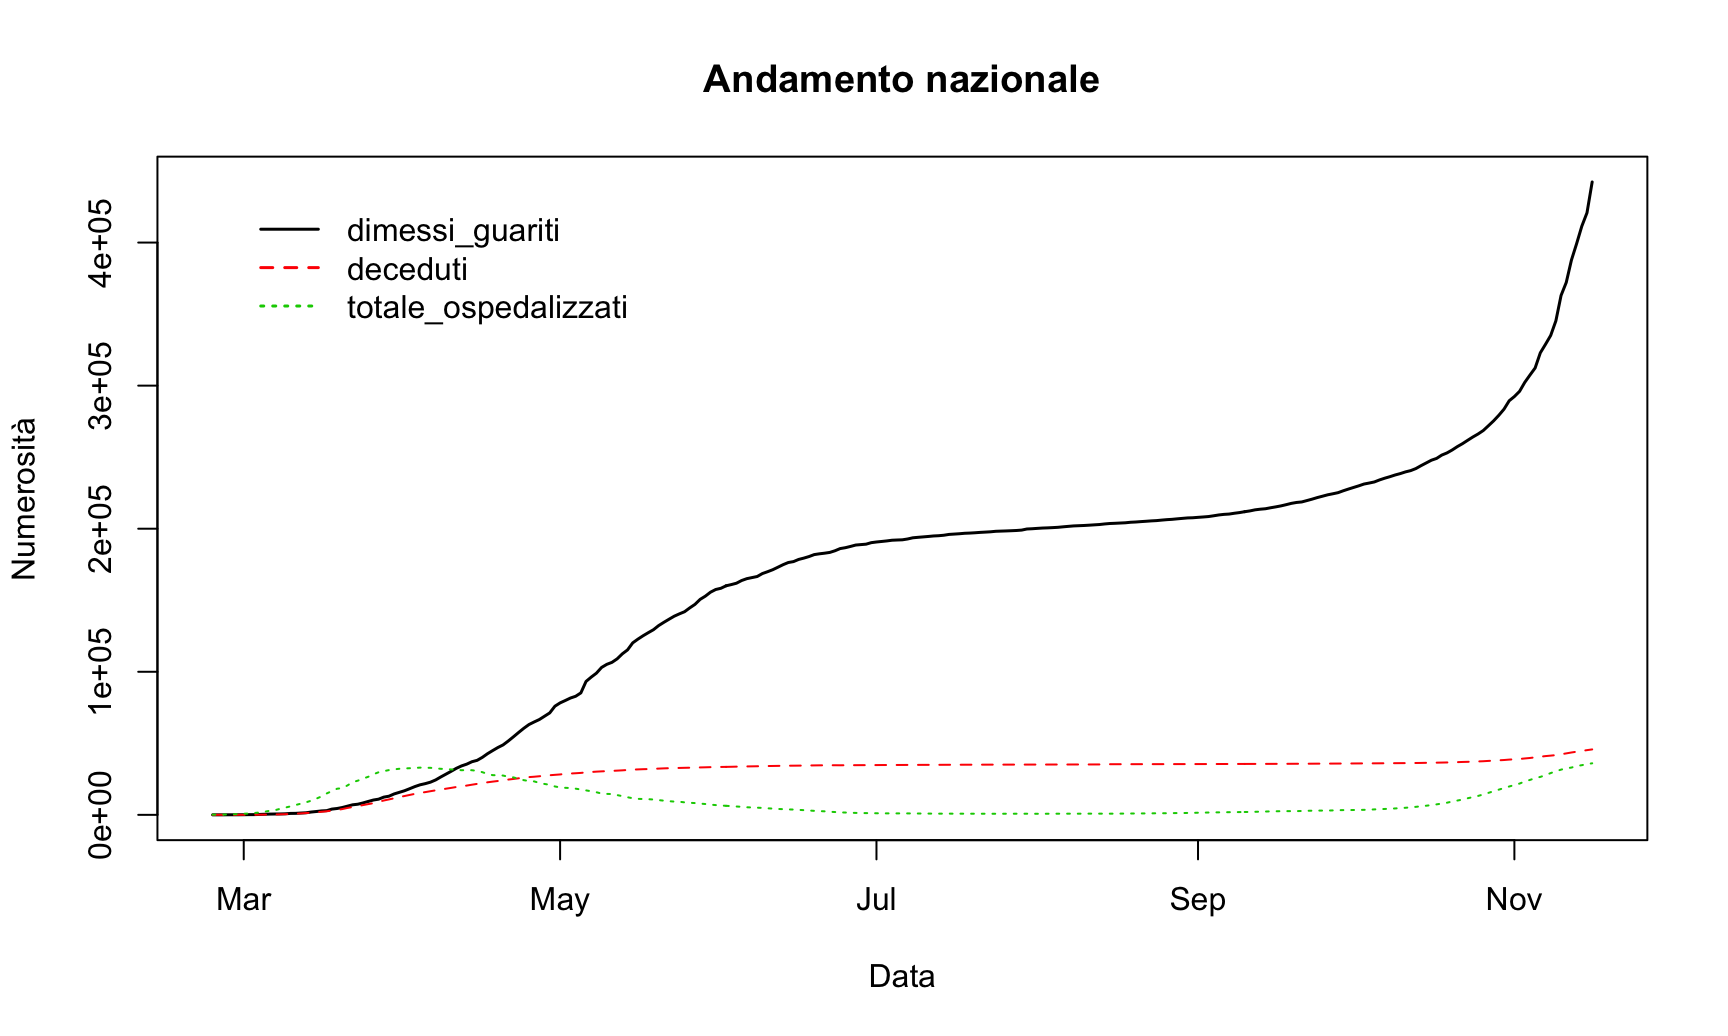 Andamento nazionale
dimessi_guariti
deceduti
totale_ospedalizzati
Numerosità
4e+05
3e+05
2e+05
1e+05
0e+00
Mar May Jul Sep Nov
Data